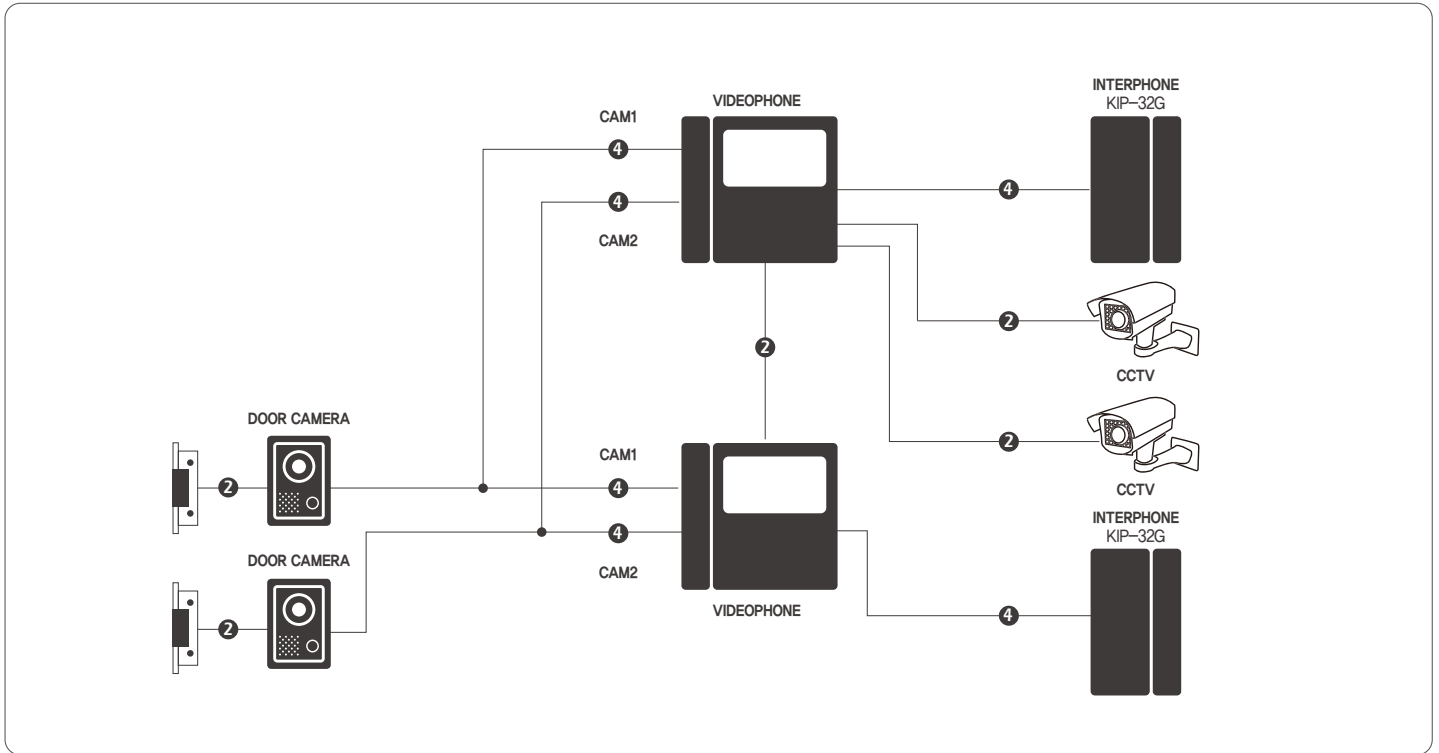 VIDEOPHONE
INTERPHONE
KIP-32G
CAM1
4
4
4
CAM2
2
2
CCTV
2
CCTV
DOOR CAMERA
CAM1
2
4
INTERPHONE
KIP-32G
4
DOOR CAMERA
CAM2
VIDEOPHONE
4
2